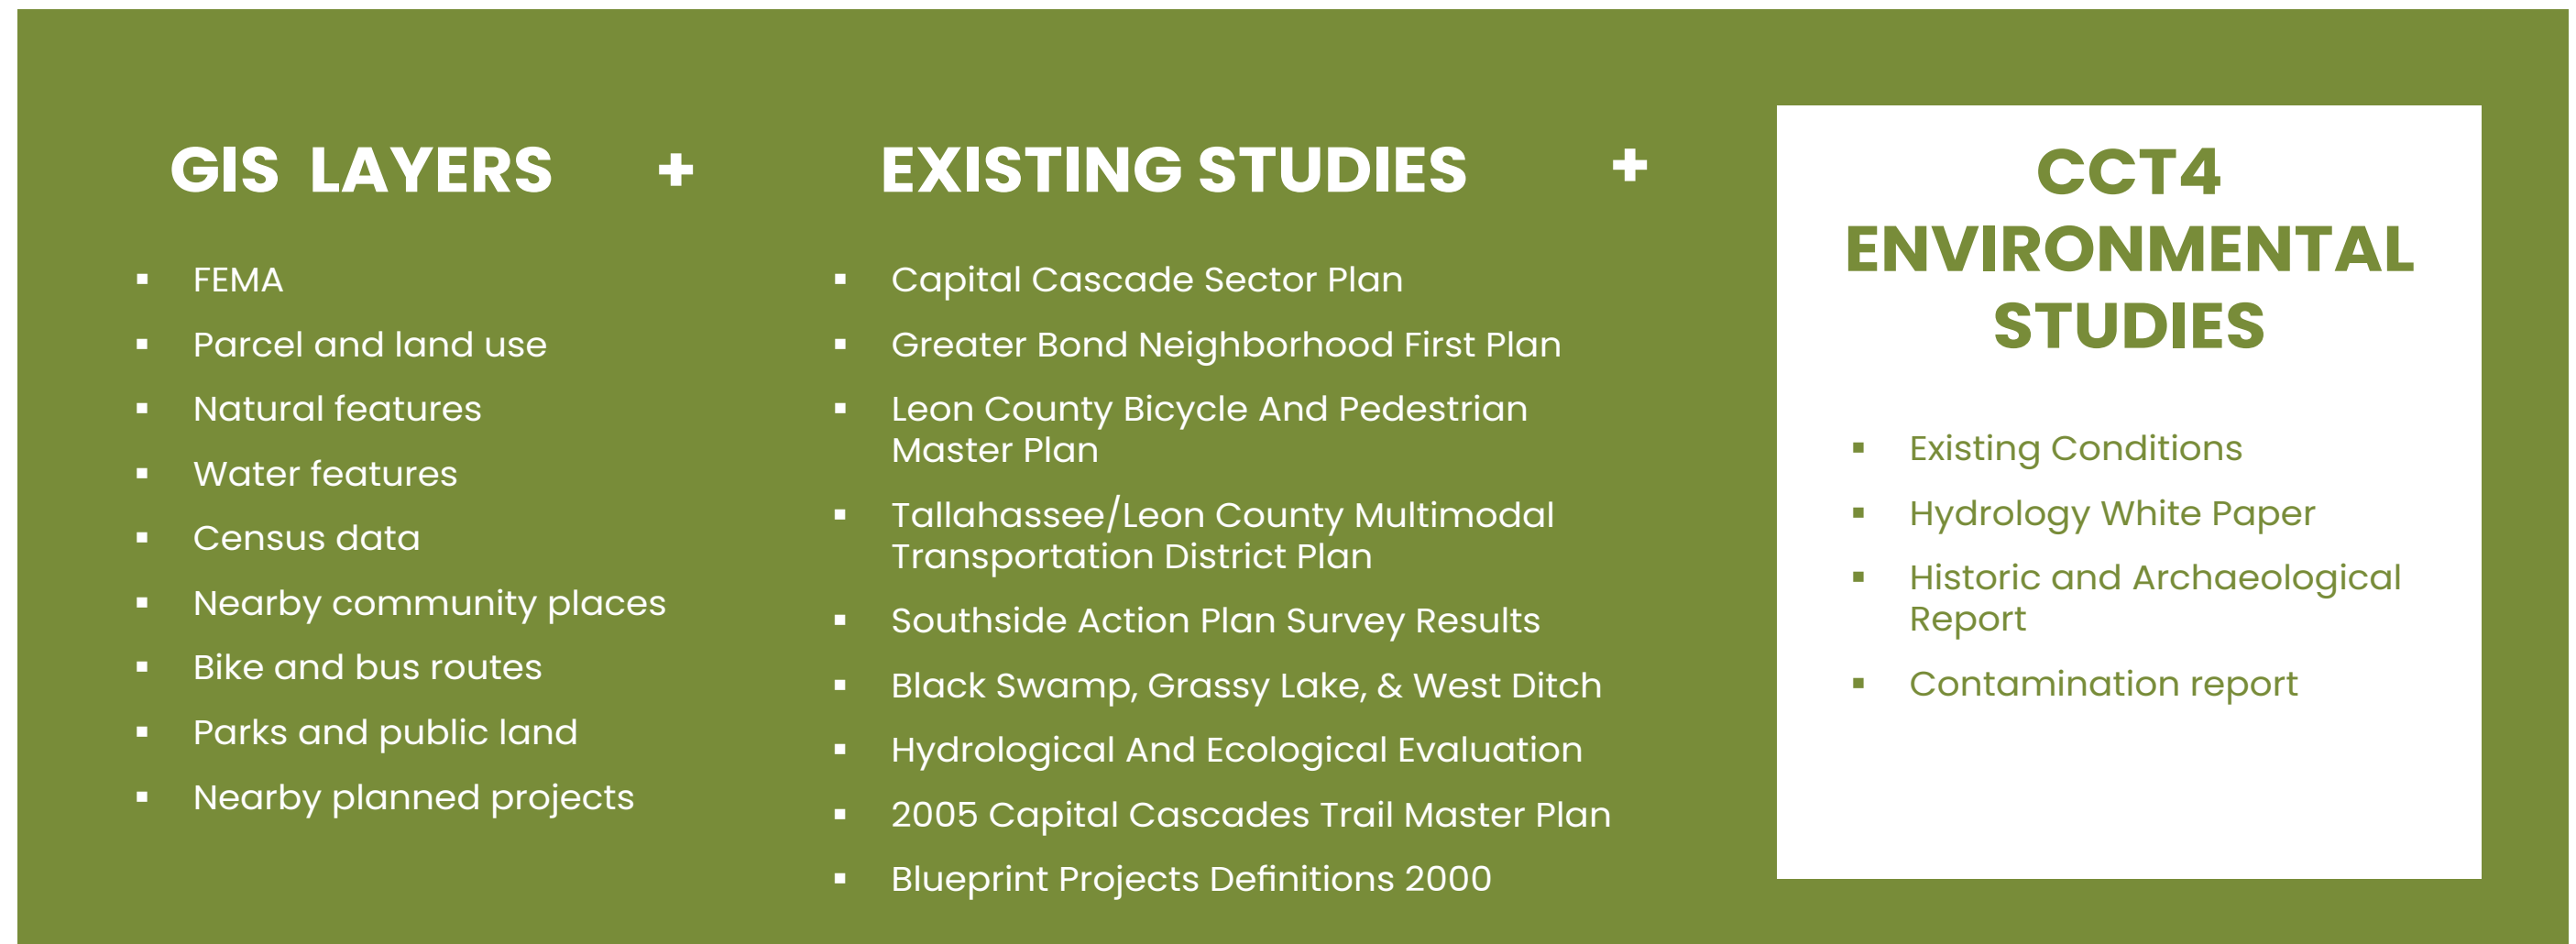 GIS LAYERS +
▪ FEMA
▪ Parcel and land use
▪ Natural features
▪ Water features
▪ Census data
▪ Nearby community places
▪ Bike and bus routes
▪ Parks and public land
▪ Nearby planned projects
EXISTING STUDIES +
▪ Capital Cascade Sector Plan
▪ Greater Bond Neighborhood First Plan
▪ Leon County Bicycle And Pedestrian
Master Plan
▪ Tallahassee/Leon County Multimodal
Transportation District Plan
▪ Southside Action Plan Survey Results
▪ Black Swamp, Grassy Lake, & West Ditch
▪ Hydrological And Ecological Evaluation
▪ 2005 Capital Cascades Trail Master Plan
▪ Blueprint Projects Definitions 2000
CCT4
ENVIRONMENTAL
STUDIES
▪ Existing Conditions
▪ Hydrology White Paper
▪ Historic and Archaeological
Report
▪ Contamination report